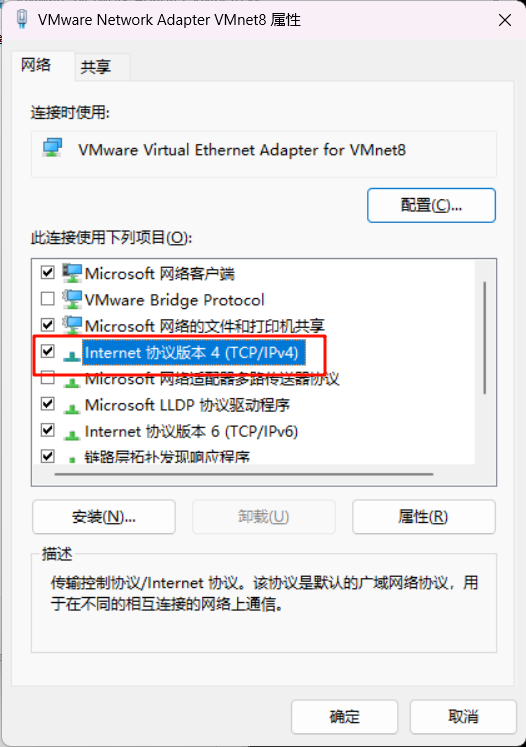 VMware Network Adapter VMnet8 属性
网络
共享
连接时使用:
VMware Virtual Ethernet Adapter for VMnet8
配置(C)...
此连接使用下列项目(O):
Microsoft 网络客户端
VMware Bridge Protocol
Microsoft 网络的文件和打印机共享
Internet 协议版本 4 (TCP/IPv4)
Microsoft 网络适配器多路传送器协议
Microsoft LLDP 协议驱动程序
Internet 协议版本 6 (TCP/IPv6)
链路层拓扑发现响应程序
安装(N)...
卸载(U)
属性(R)
描述
传输控制协议/Internet 协议。该协议是默认的广域网络协议，用
于在不同的相互连接的网络上通信。
确定
取消